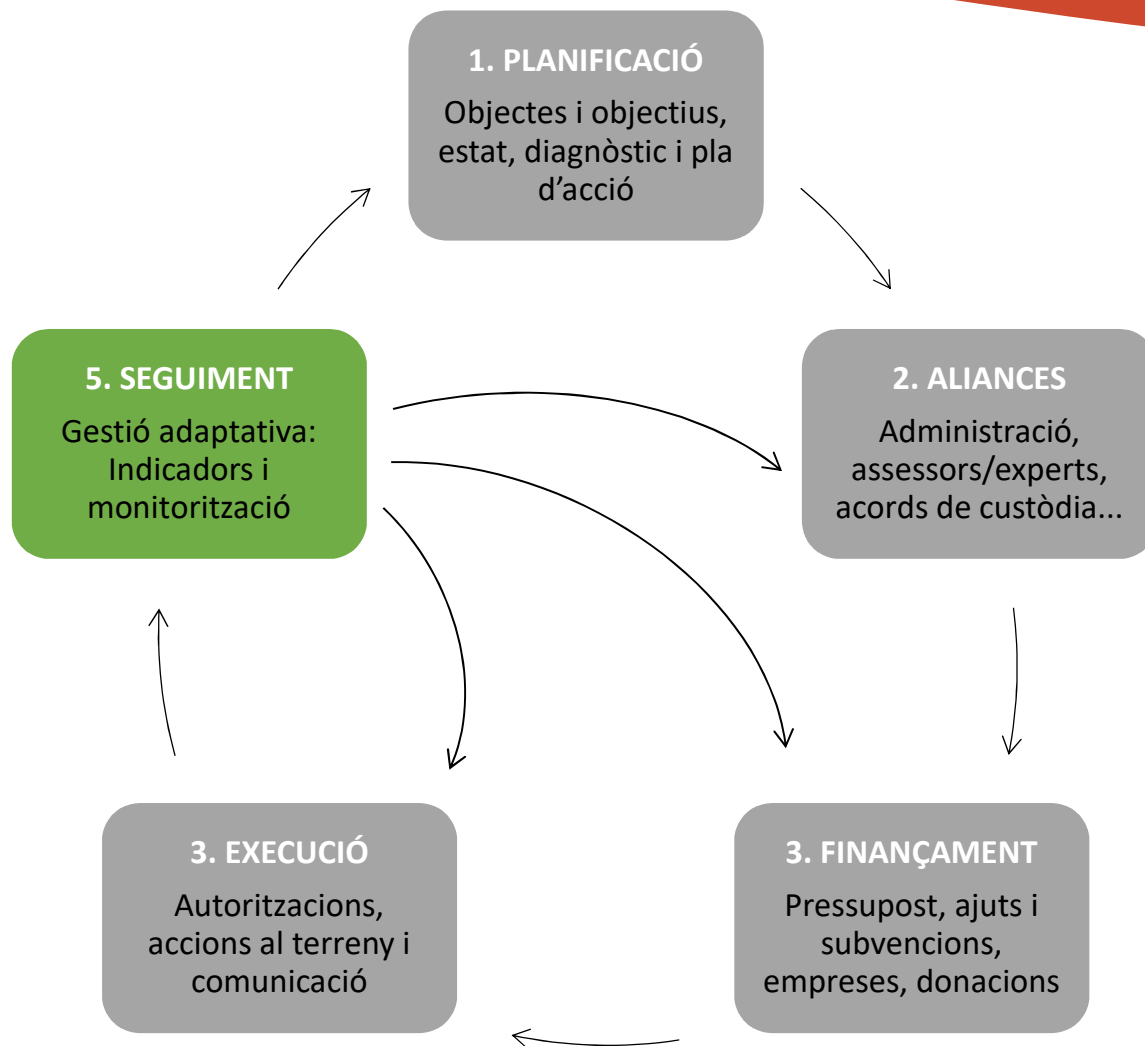 1. PLANIFICACIÓ
Objectes i objectius,
estat, diagnòstic i pla
d’acció
5. SEGUIMENT
Gestió adaptativa:
Indicadors i
monitorització
2. ALIANCES
Administració,
assessors/experts,
acords de custòdia...
3. EXECUCIÓ
Autoritzacions,
accions al terreny i
comunicació
3. FINANÇAMENT
Pressupost, ajuts i
subvencions,
empreses, donacions